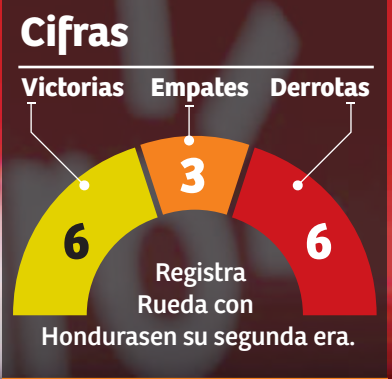 Cifras
Victorias Empates Derrotas
6 3 6
Registra
Rueda con
Hondurasen su segunda era.